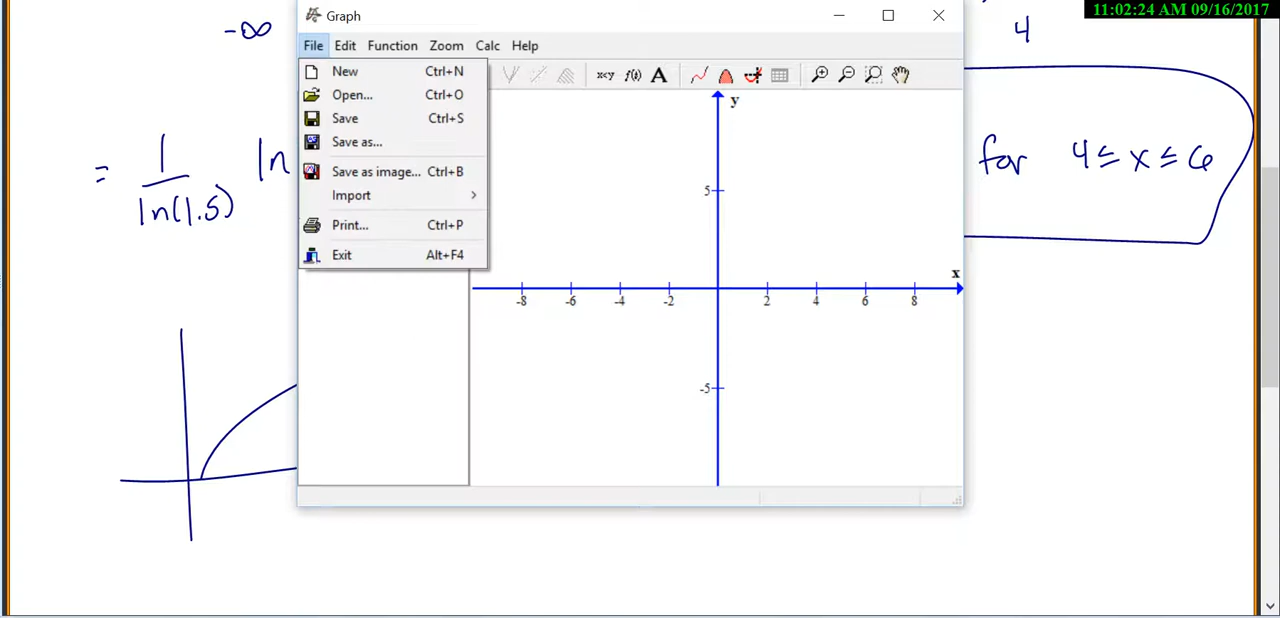 11:02:24 AM 09/16/2017
Graph
-∞
4
File Edit Function Zoom Calc Help
New Ctrl+N
Open... Ctrl+O
Save Ctrl+S
Save as...
Save as image... Ctrl+B
Import
Print... Ctrl+P
Exit Alt+F4
x<y f(x) A
y
5
x
-8 -6 -4 -2 2 4 6 8
-5
= 1/ln(1.5) ln
for 4 ≤ x ≤ 6